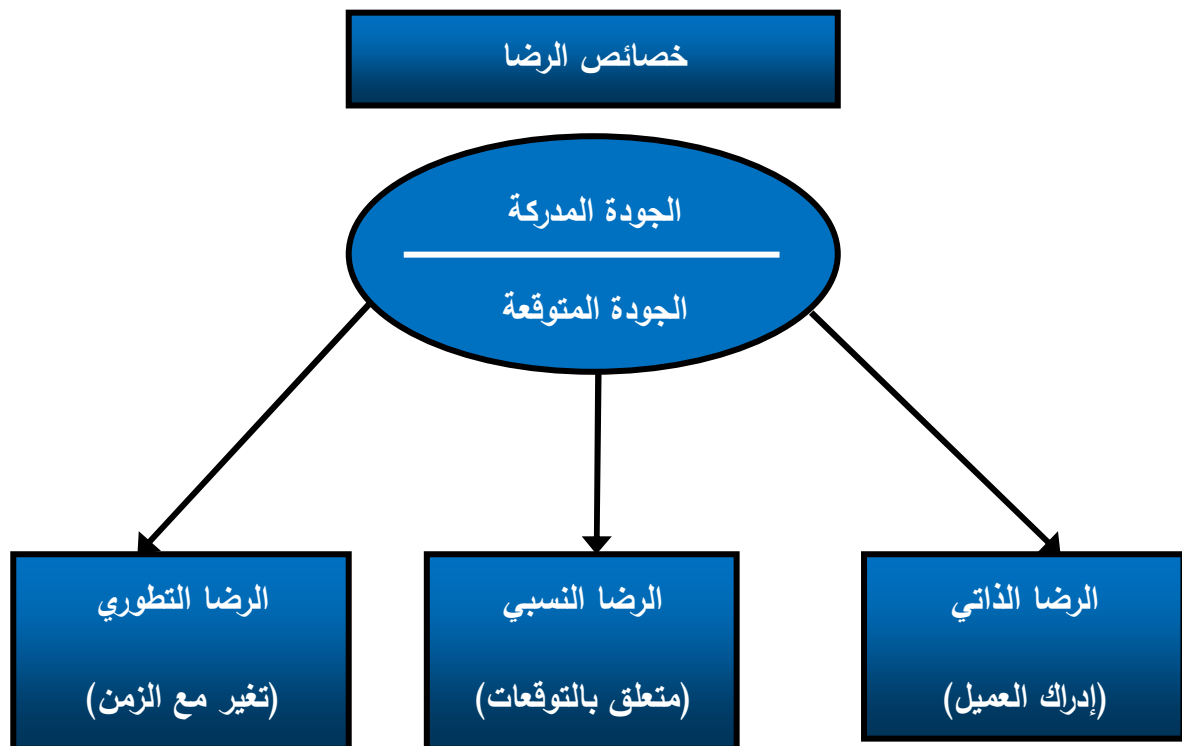 خصائص الرضا
الجودة المدركة
الجودة المتوقعة
الرضا الذاتي
(إدراك العميل)
الرضا النسبي
(متعلق بالتوقعات)
الرضا التطوري
(تغير مع الزمن)